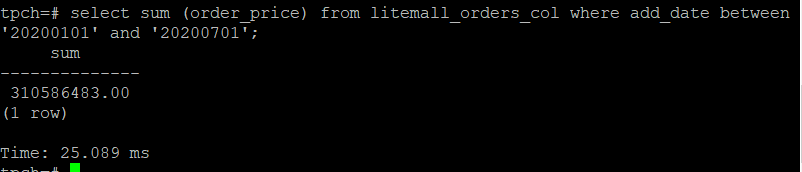 tpch=# select sum (order_price) from litemall_orders_col where add_date between
'20200101' and '20200701';
     sum
--------------
 310586483.00
(1 row)

Time: 25.089 ms
tpch=#